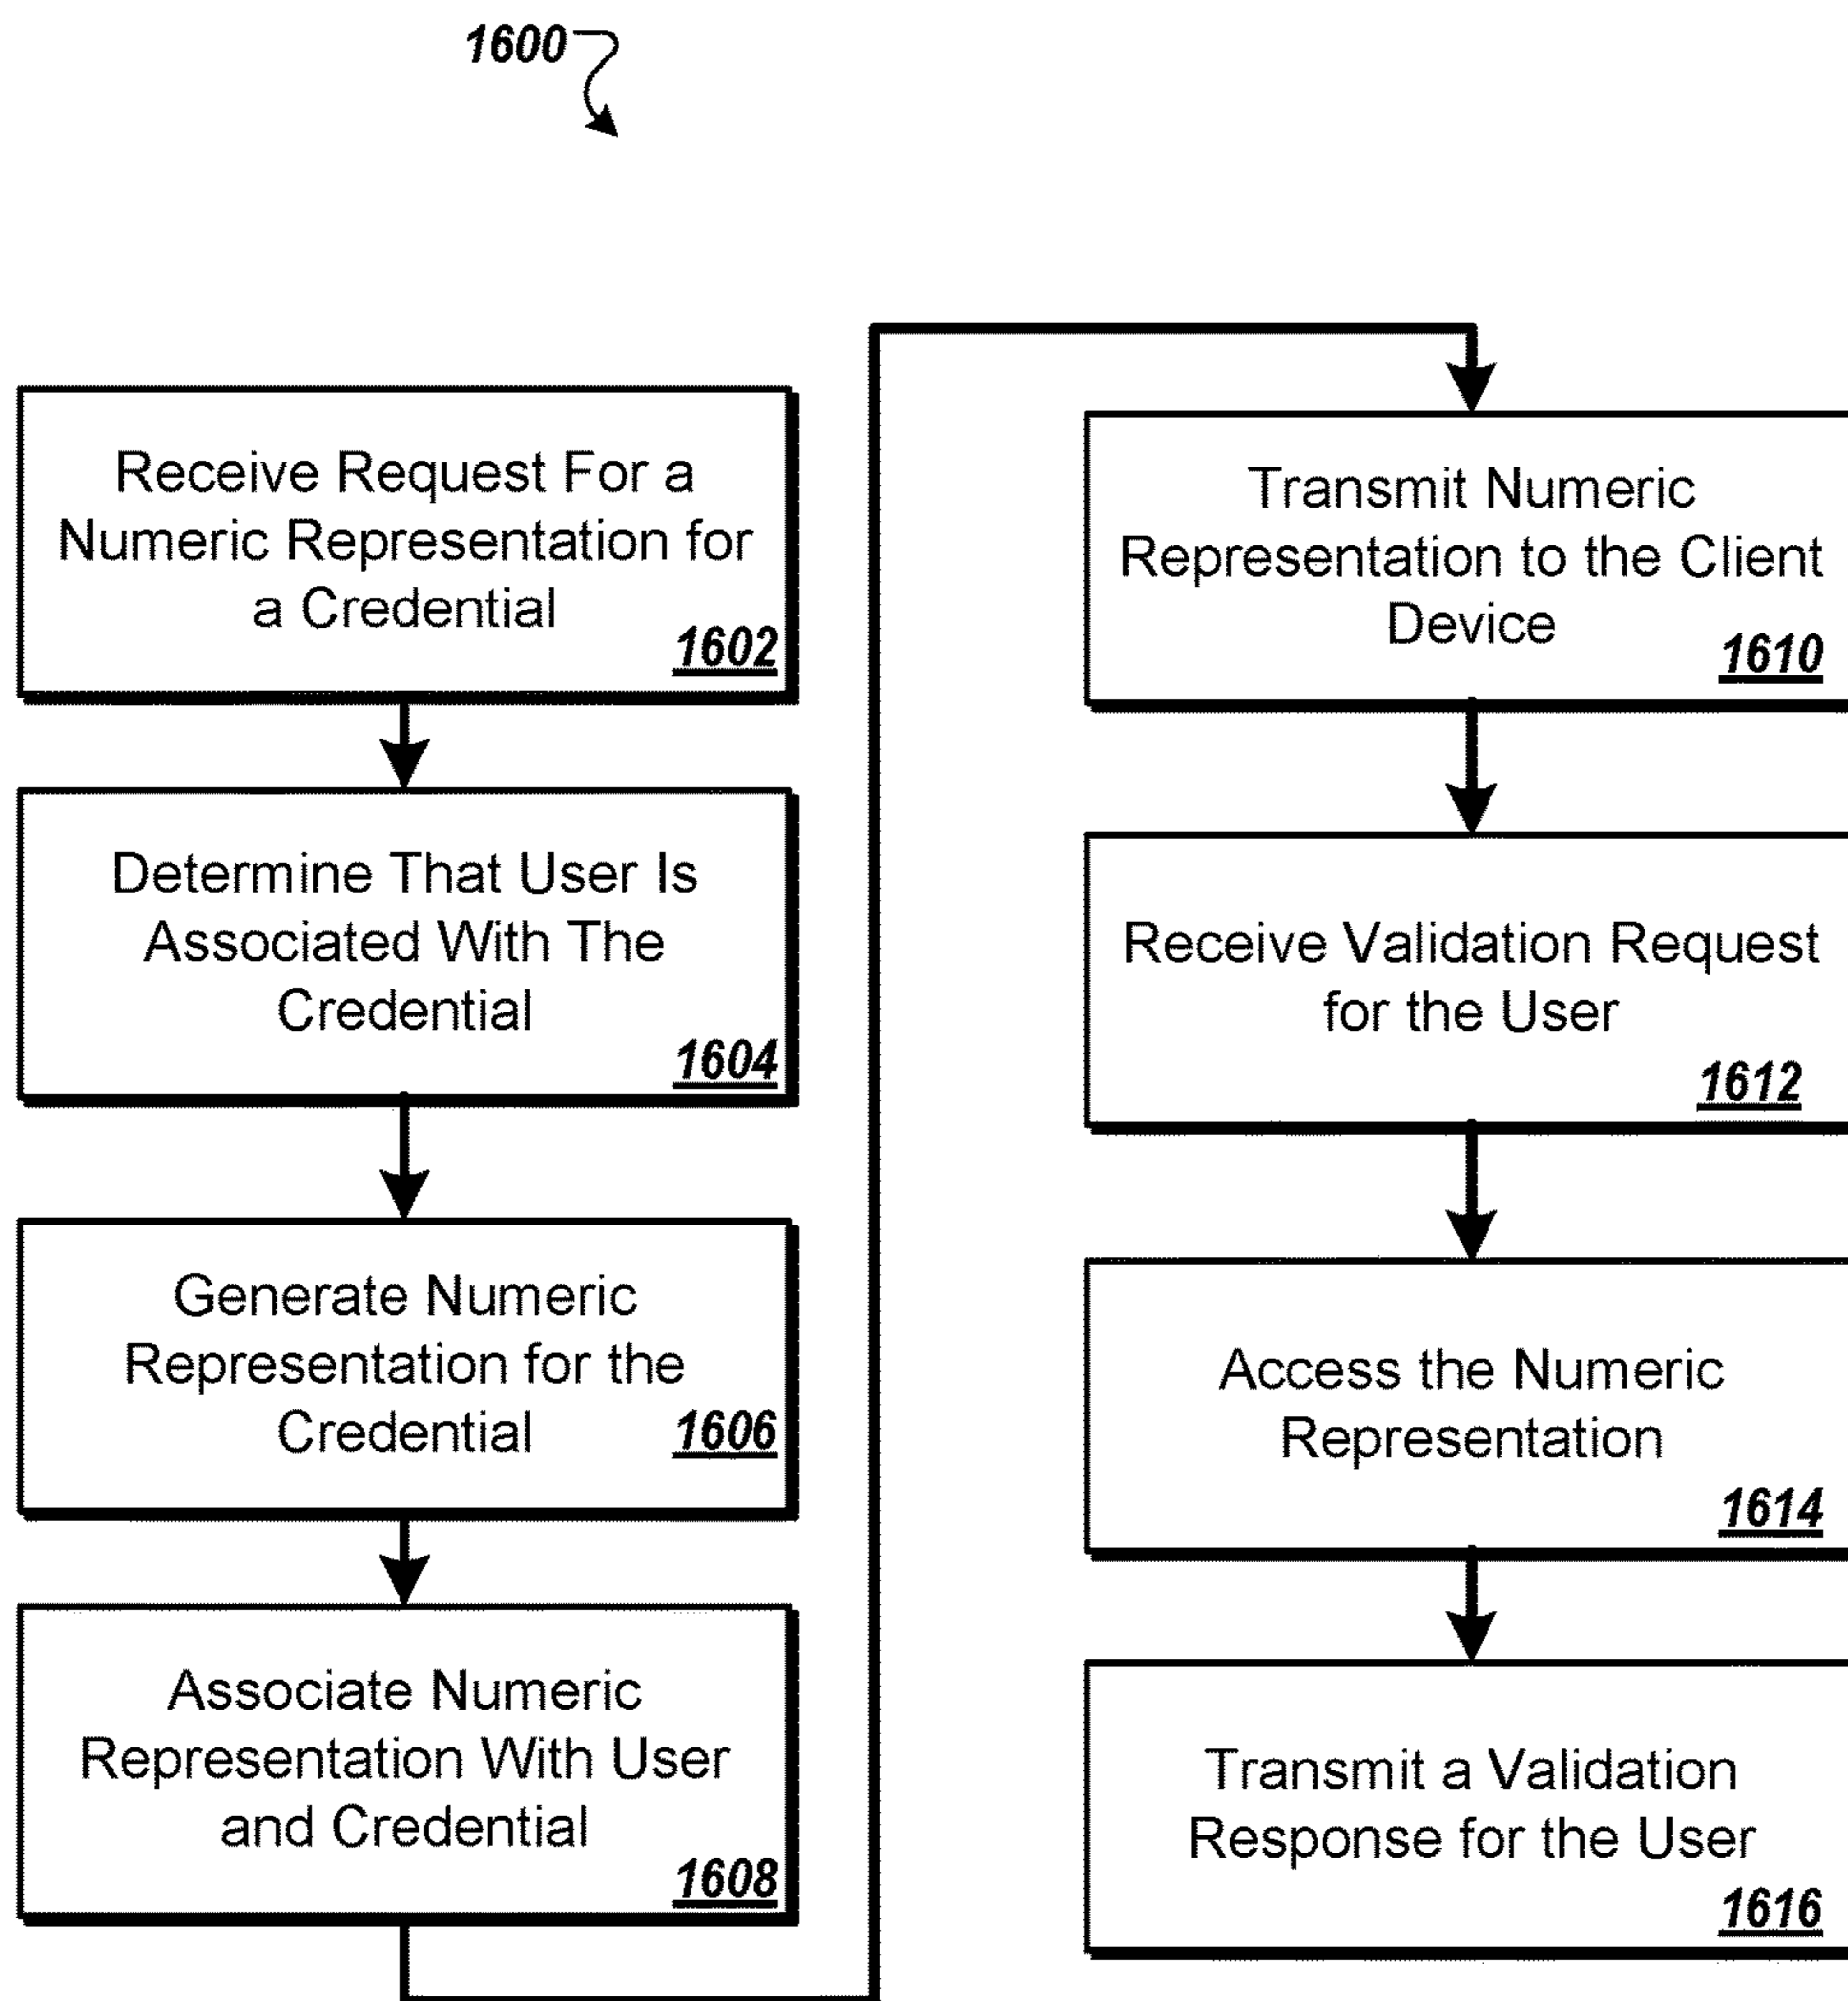 1600
Receive Request For a
Numeric Representation for
a Credential
1602
Determine That User Is
Associated With The
Credential
1604
Generate Numeric
Representation for the
Credential
1606
Associate Numeric
Representation With User
and Credential
1608
Transmit Numeric
Representation to the Client
Device
1610
Receive Validation Request
for the User
1612
Access the Numeric
Representation
1614
Transmit a Validation
Response for the User
1616